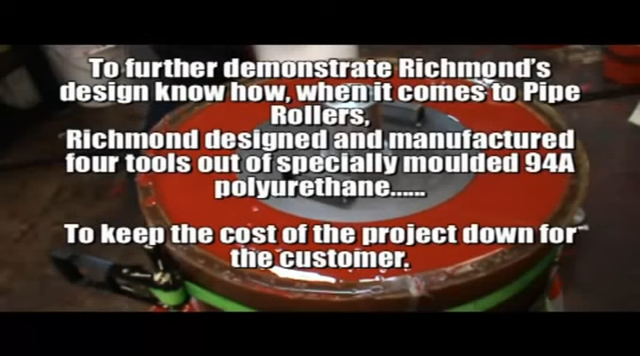 To further demonstrate Richmond's
design know how, when it comes to Pipe
Rollers,
Richmond designed and manufactured
four tools out of specially moulded 94A
polyurethane......
To keep the cost of the project down for
the customer.